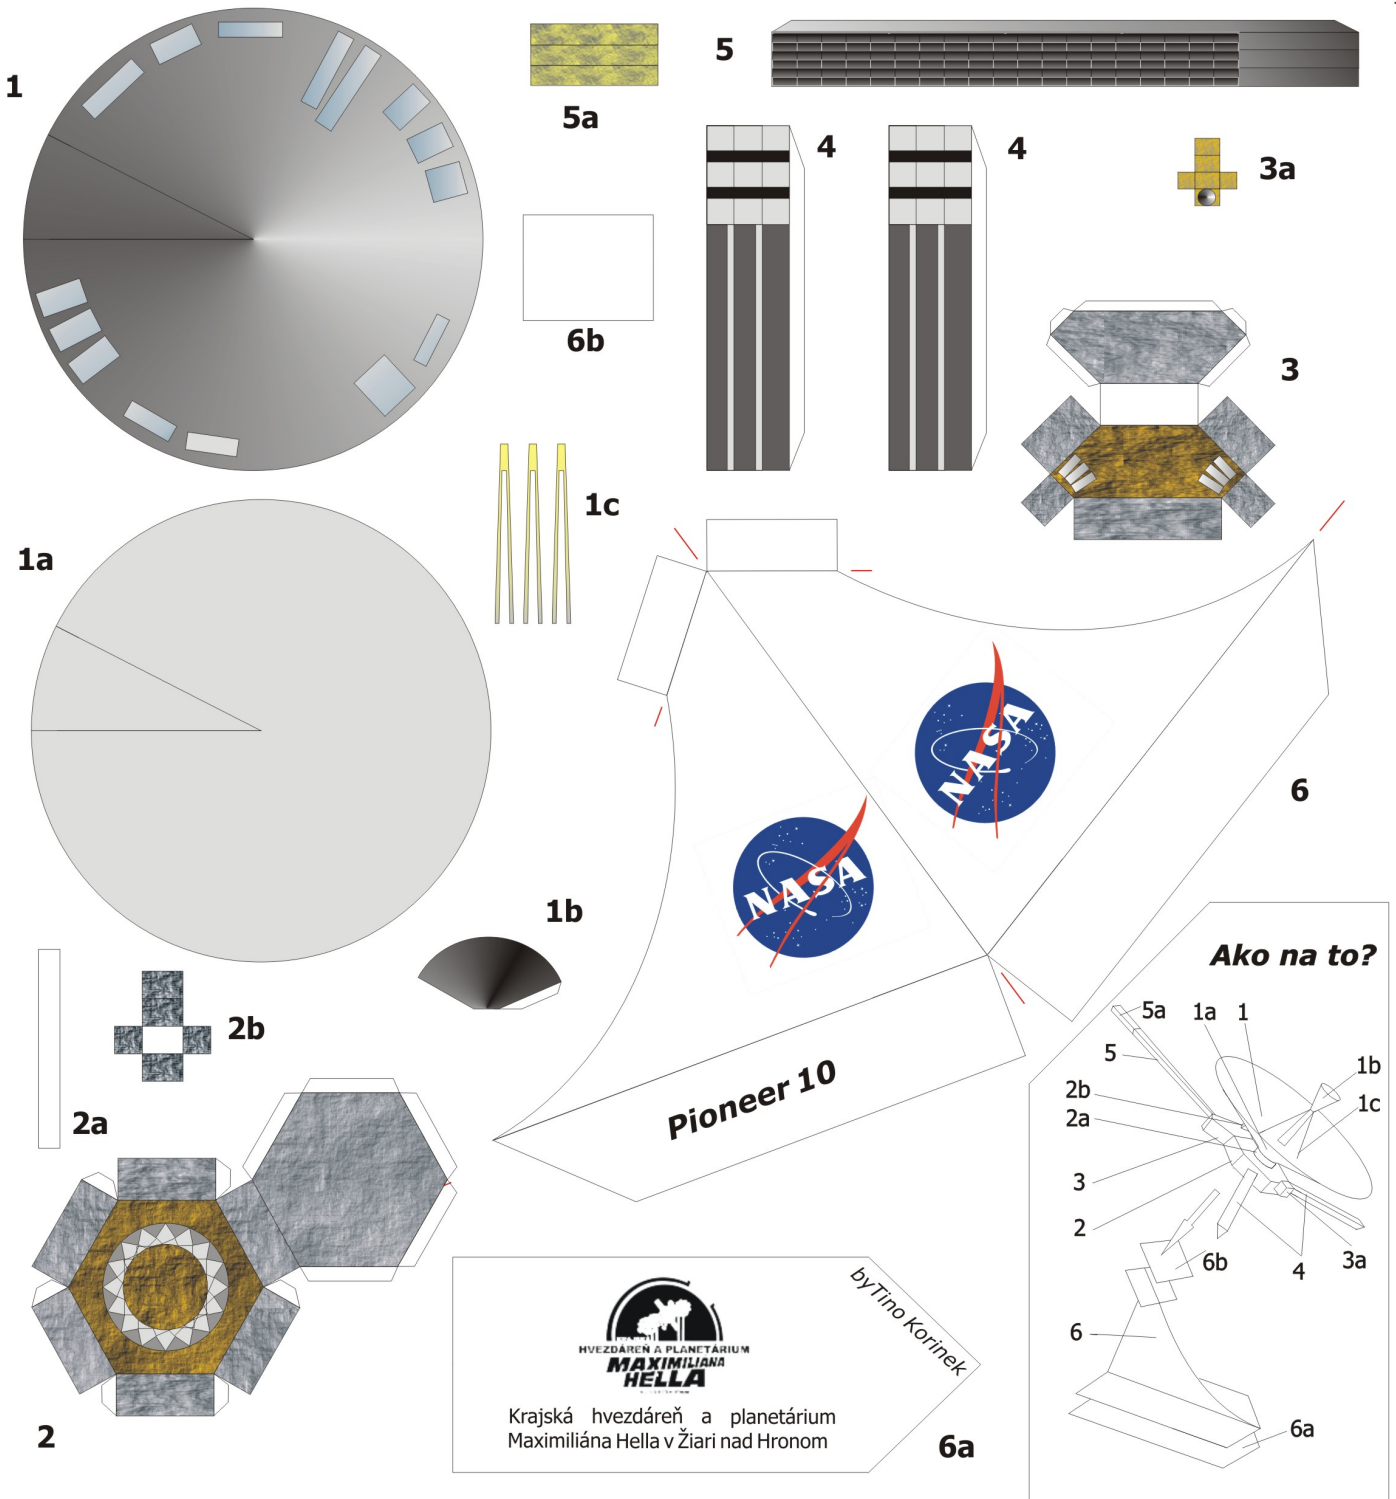 1
5a
5
4
4
3a
6b
3
1c
1a
NASA
NASA
6
1b
2b
2a
Pioneer 10
2
HVEZDÁREŇ A PLANETÁRIUM
MAXIMILIANA
HELLA
Krajská hvezdáreň a planetárium
Maximiliána Hella v Žiari nad Hronom
byTino Korinek
6a
Ako na to?
5a
1a
1
5
1b
2b
1c
2a
3
2
6b
4
3a
6
6a